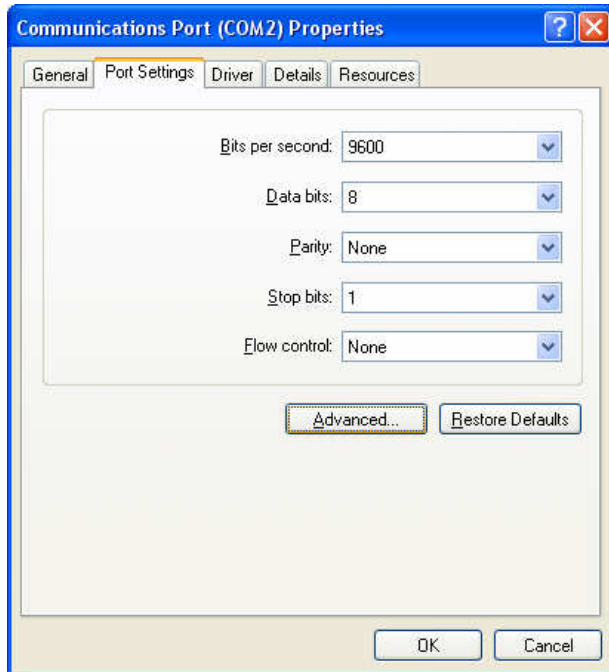 Communications Port (COM2) Properties
General Port Settings Driver Details Resources
Bits per second: 9600
Data bits: 8
Parity: None
Stop bits: 1
Flow control: None
Advanced... Restore Defaults
OK Cancel